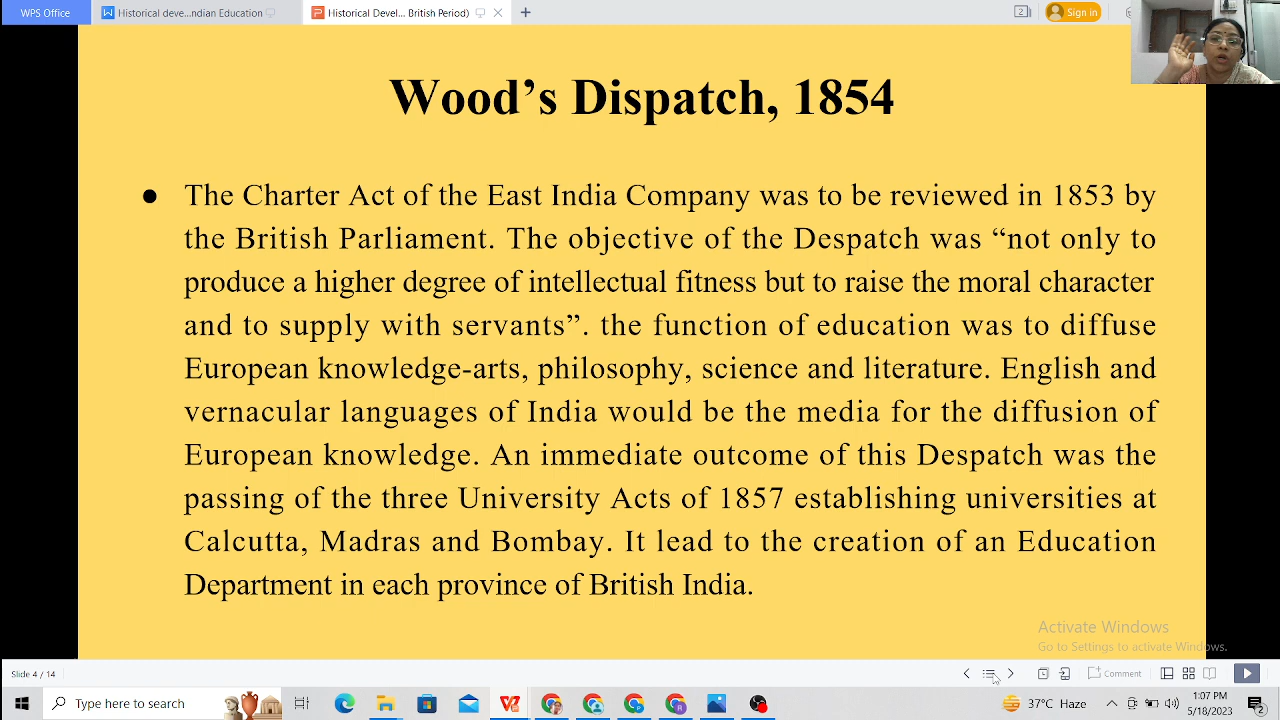 WPS Office
Historical deve...ndian Education
Historical Devel... British Period)
2
Sign in
Wood’s Dispatch, 1854
● The Charter Act of the East India Company was to be reviewed in 1853 by
the British Parliament. The objective of the Despatch was “not only to
produce a higher degree of intellectual fitness but to raise the moral character
and to supply with servants”. the function of education was to diffuse
European knowledge-arts, philosophy, science and literature. English and
vernacular languages of India would be the media for the diffusion of
European knowledge. An immediate outcome of this Despatch was the
passing of the three University Acts of 1857 establishing universities at
Calcutta, Madras and Bombay. It lead to the creation of an Education
Department in each province of British India.
Activate Windows
Go to Settings to activate Windows.
Slide 4 / 14
Comment
Type here to search
37°C Haze
1:07 PM
5/18/2023
2